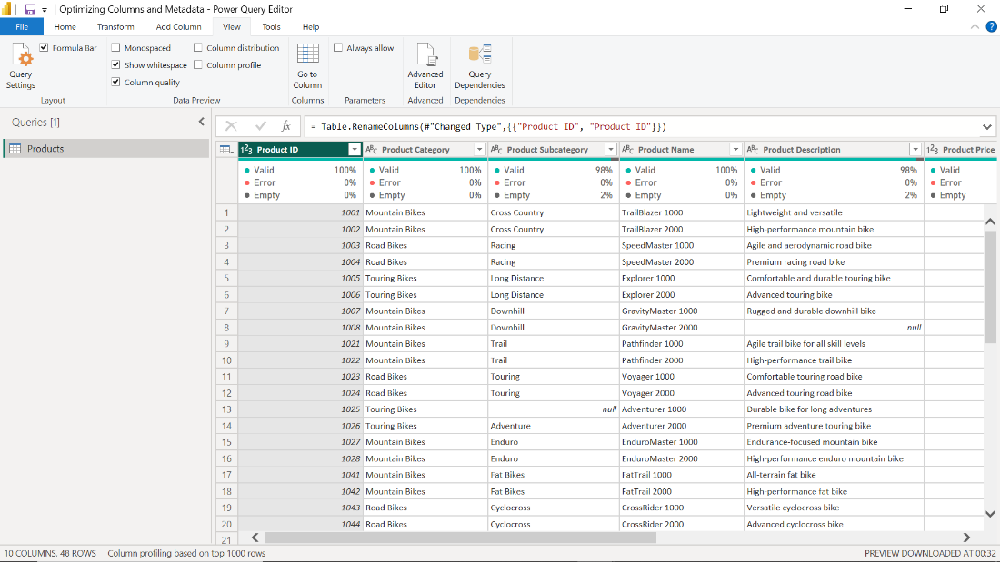 Optimizing Columns and Metadata - Power Query Editor
File Home Transform Add Column View Tools Help
Query Settings
Formula Bar
Layout
Monospaced
Show whitespace
Column quality
Column distribution
Column profile
Data Preview
Go to Column
Columns
Always allow
Parameters
Advanced Editor
Advanced
Query Dependencies
Dependencies
Queries [1]
Products
fx = Table.RenameColumns(#"Changed Type",{{"Product ID", "Product ID"}})
123 Product ID ABC Product Category ABC Product Subcategory ABC Product Name ABC Product Description 123 Product Price
Valid 100% Valid 100% Valid 98% Valid 100% Valid 98% Valid
Error 0% Error 0% Error 0% Error 0% Error 0% Error
Empty 0% Empty 0% Empty 2% Empty 0% Empty 2% Empty
1 1001 Mountain Bikes Cross Country TrailBlazer 1000 Lightweight and versatile
2 1002 Mountain Bikes Cross Country TrailBlazer 2000 High-performance mountain bike
3 1003 Road Bikes Racing SpeedMaster 1000 Agile and aerodynamic road bike
4 1004 Road Bikes Racing SpeedMaster 2000 Premium racing road bike
5 1005 Touring Bikes Long Distance Explorer 1000 Comfortable and durable touring bike
6 1006 Touring Bikes Long Distance Explorer 2000 Advanced touring bike
7 1007 Mountain Bikes Downhill GravityMaster 1000 Rugged and durable downhill bike
8 1008 Mountain Bikes Downhill GravityMaster 2000 null
9 1021 Mountain Bikes Trail Pathfinder 1000 Agile trail bike for all skill levels
10 1022 Mountain Bikes Trail Pathfinder 2000 High-performance trail bike
11 1023 Road Bikes Touring Voyager 1000 Comfortable touring road bike
12 1024 Road Bikes Touring Voyager 2000 Advanced touring road bike
13 1025 Touring Bikes null Adventurer 1000 Durable bike for long adventures
14 1026 Touring Bikes Adventure Adventurer 2000 Premium adventure touring bike
15 1027 Mountain Bikes Enduro EnduroMaster 1000 Endurance-focused mountain bike
16 1028 Mountain Bikes Enduro EnduroMaster 2000 High-performance enduro mountain bike
17 1041 Mountain Bikes Fat Bikes FatTrail 1000 All-terrain fat bike
18 1042 Mountain Bikes Fat Bikes FatTrail 2000 High-performance fat bike
19 1043 Road Bikes Cyclocross CrossRider 1000 Versatile cyclocross bike
20 1044 Road Bikes Cyclocross CrossRider 2000 Advanced cyclocross bike
21
10 COLUMNS, 48 ROWS Column profiling based on top 1000 rows PREVIEW DOWNLOADED AT 00:32